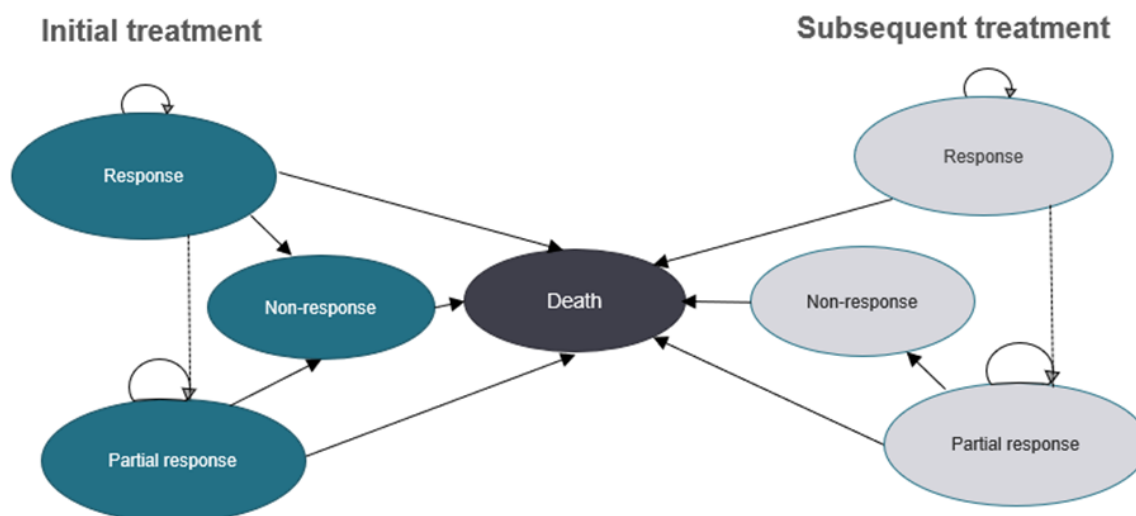 Initial treatment
Subsequent treatment
Response
Response
Non-response
Death
Non-response
Partial response
Partial response